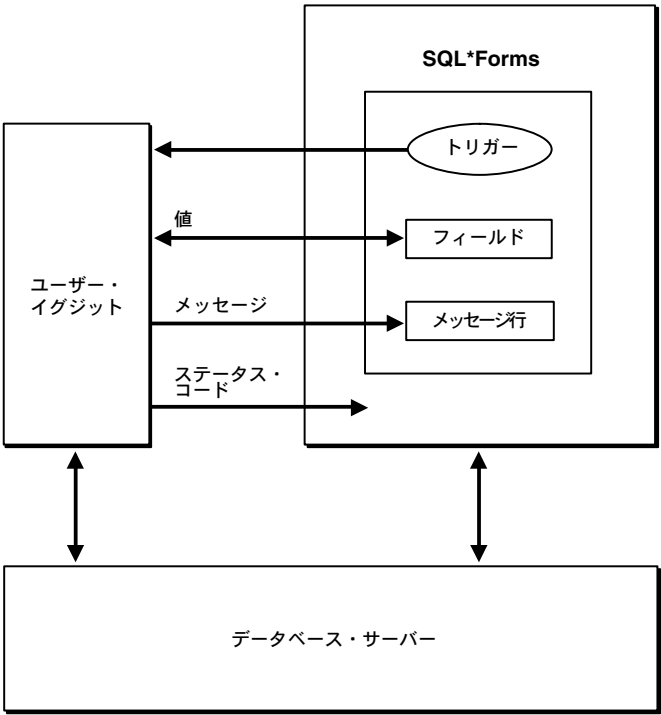 SQL*Forms
トリガー
値
フィールド
ユーザー・
イグジット
メッセージ
メッセージ行
ステータス・
コード
データベース・サーバー